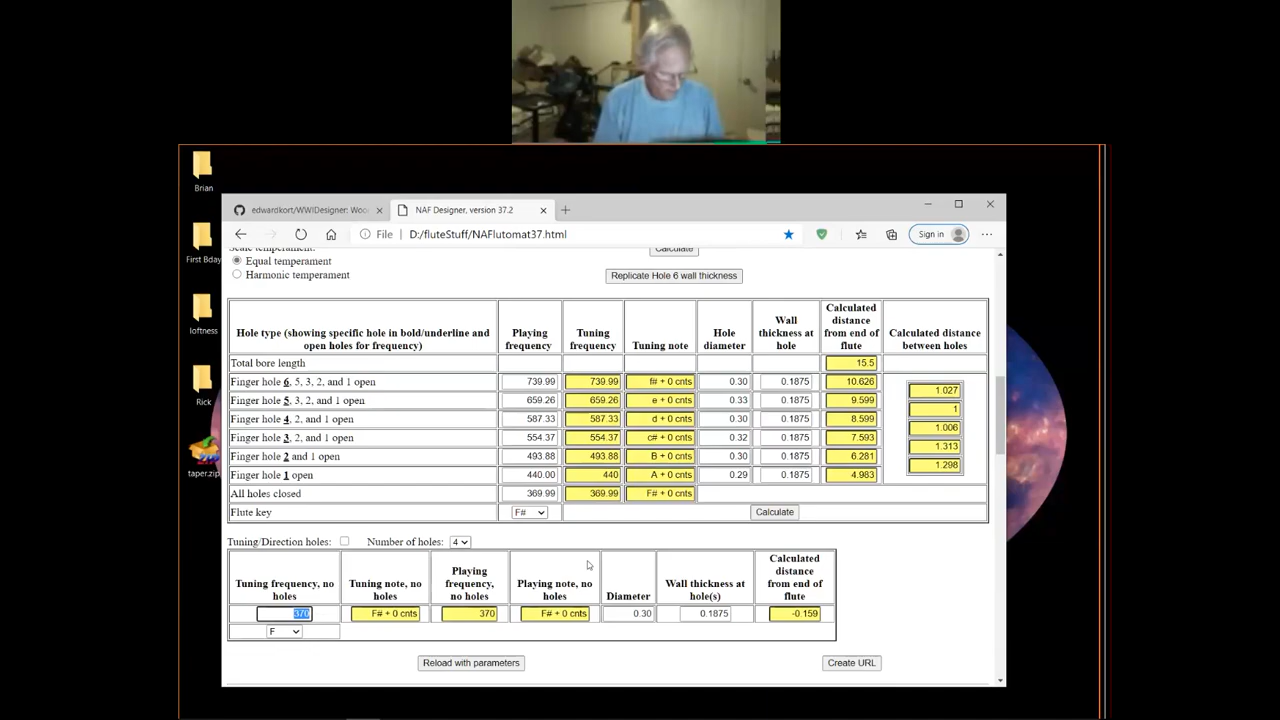 Brian
First Bday
loftness
Rick
taper.zip
edwardkort/WWIDesigner: Woo
NAF Designer, version 37.2
File D:/fluteStuff/NAFlutomat37.html
Sign in
Equal temperament
Harmonic temperament
Calculate
Replicate Hole 6 wall thickness
Hole type (showing specific hole in bold/underline and open holes for frequency) Playing frequency Tuning frequency Tuning note Hole diameter Wall thickness at hole Calculated distance from end of flute Calculated distance between holes
Total bore length 15.5
Finger hole 6, 5, 3, 2, and 1 open 739.99 739.99 f# + 0 cnts 0.30 0.1875 10.626
1.027
Finger hole 5, 3, 2, and 1 open 659.26 659.26 e + 0 cnts 0.33 0.1875 9.599
1
Finger hole 4, 2, and 1 open 587.33 587.33 d + 0 cnts 0.30 0.1875 8.599
1.006
Finger hole 3, 2, and 1 open 554.37 554.37 c# + 0 cnts 0.32 0.1875 7.593
1.313
Finger hole 2 and 1 open 493.88 493.88 B + 0 cnts 0.30 0.1875 6.281
1.298
Finger hole 1 open 440.00 440 A + 0 cnts 0.29 0.1875 4.983
All holes closed 369.99 369.99 F# + 0 cnts
Flute key F# Calculate
Tuning/Direction holes: Number of holes: 4
Tuning frequency, no holes Tuning note, no holes Playing frequency, no holes Playing note, no holes Diameter Wall thickness at hole(s) Calculated distance from end of flute
370 F# + 0 cnts 370 F# + 0 cnts 0.30 0.1875 -0.159
F
Reload with parameters Create URL